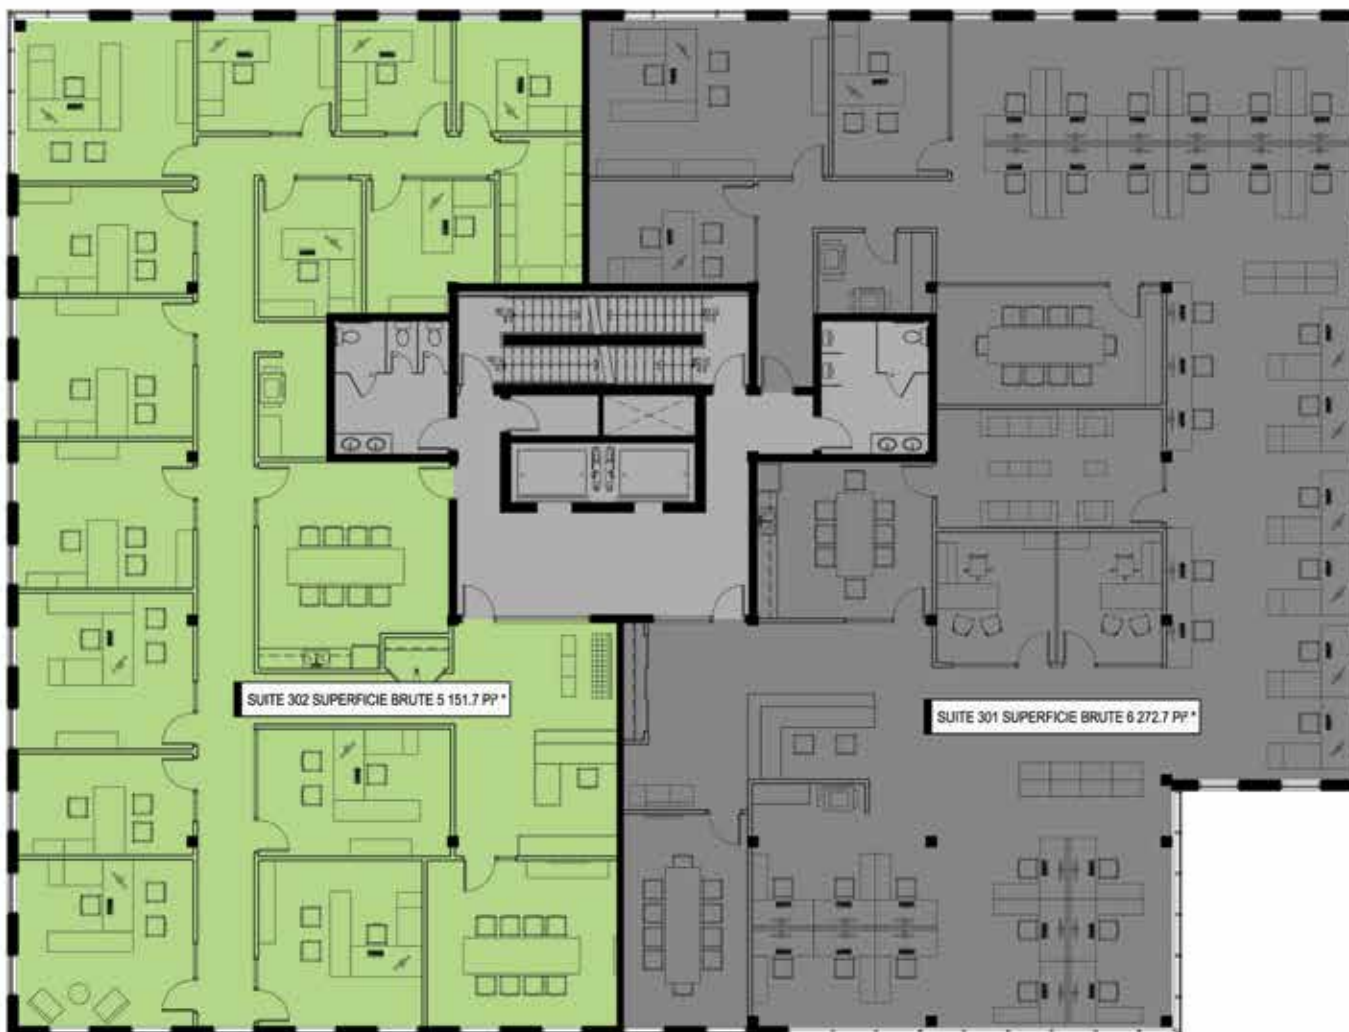 SUITE 302 SUPERFICIE BRUTE 5 151.7 Pi² *
SUITE 301 SUPERFICIE BRUTE 6 272.7 Pi² *